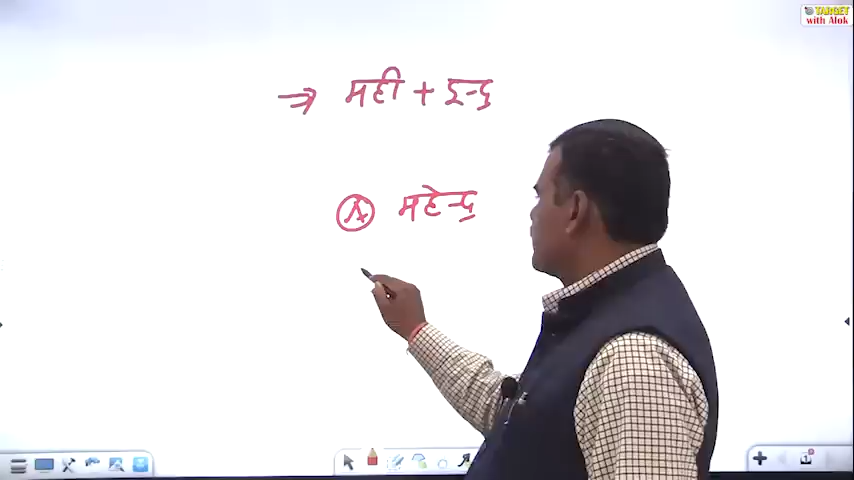 TARGET
with Alok
→ मही + इन्द्र
(A) महेन्द्र